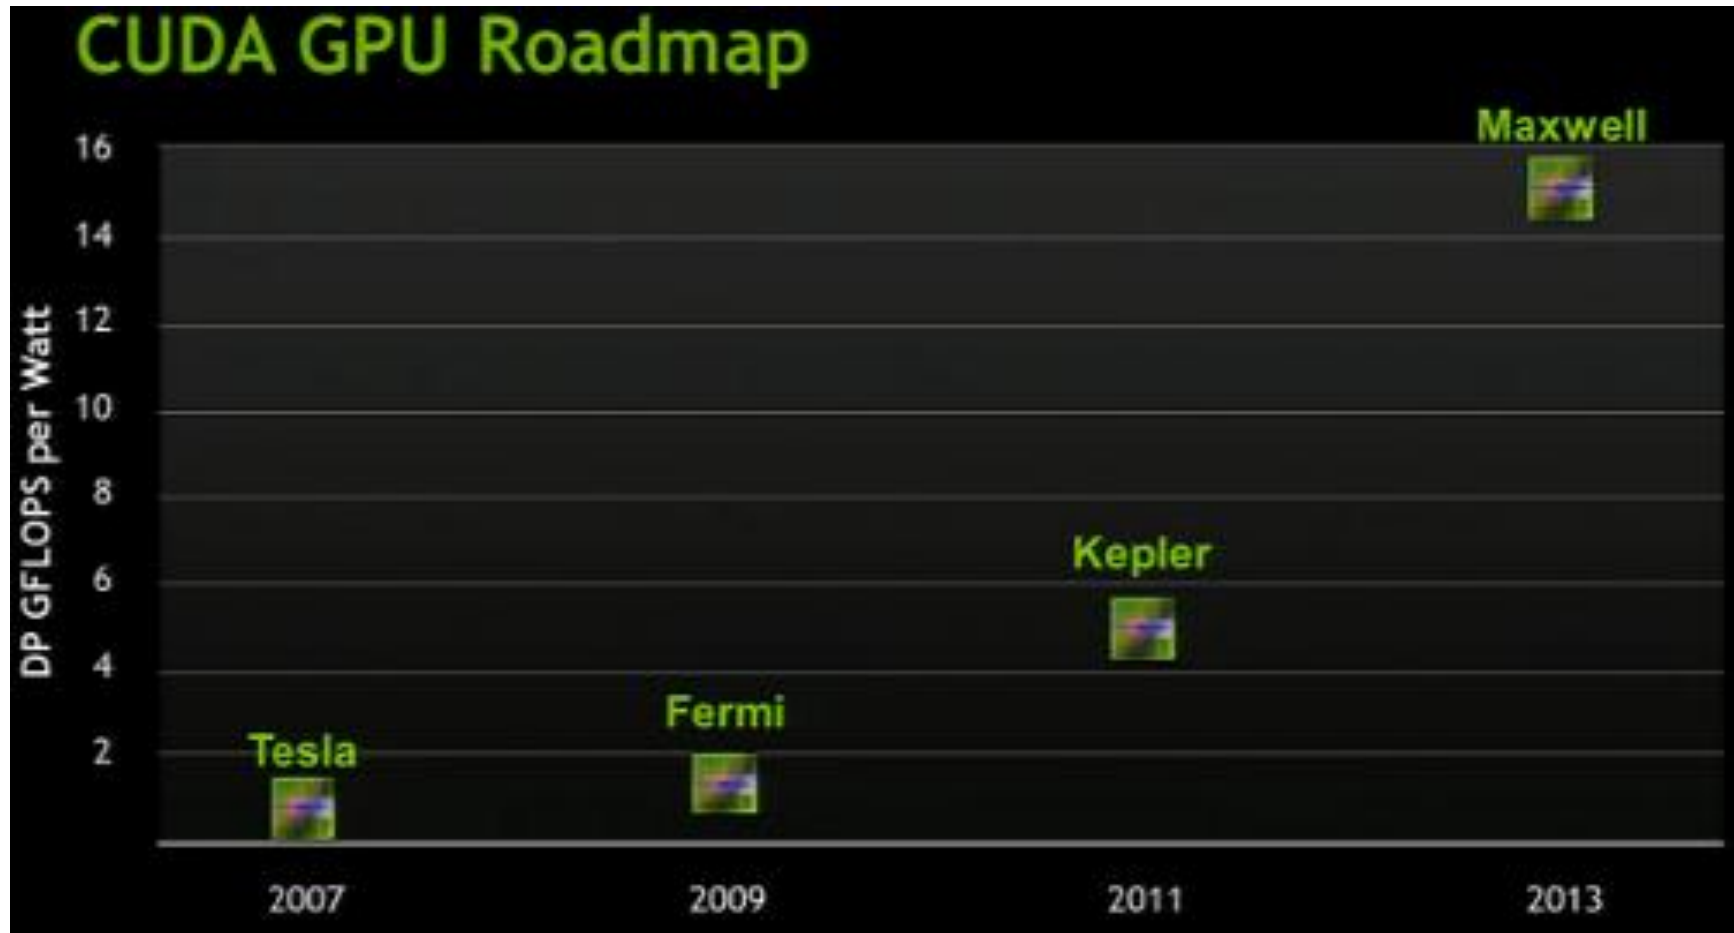 CUDA GPU Roadmap
DP GFLOPS per Watt
16
14
12
10
8
6
4
2
Maxwell
Kepler
Fermi
Tesla
2007 2009 2011 2013